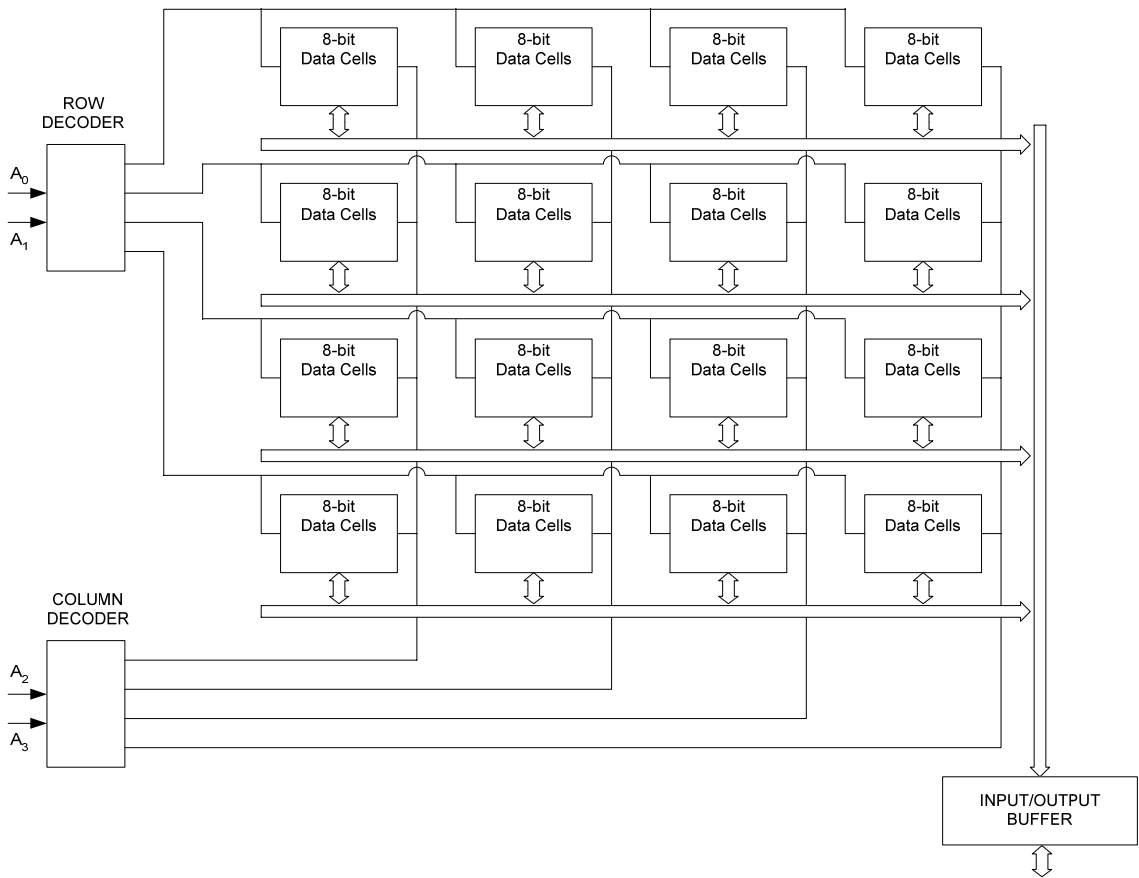 8-bit
Data Cells
8-bit
Data Cells
8-bit
Data Cells
8-bit
Data Cells
ROW
DECODER
A0
A1
8-bit
Data Cells
8-bit
Data Cells
8-bit
Data Cells
8-bit
Data Cells
8-bit
Data Cells
8-bit
Data Cells
8-bit
Data Cells
8-bit
Data Cells
8-bit
Data Cells
8-bit
Data Cells
8-bit
Data Cells
8-bit
Data Cells
COLUMN
DECODER
A2
A3
INPUT/OUTPUT
BUFFER